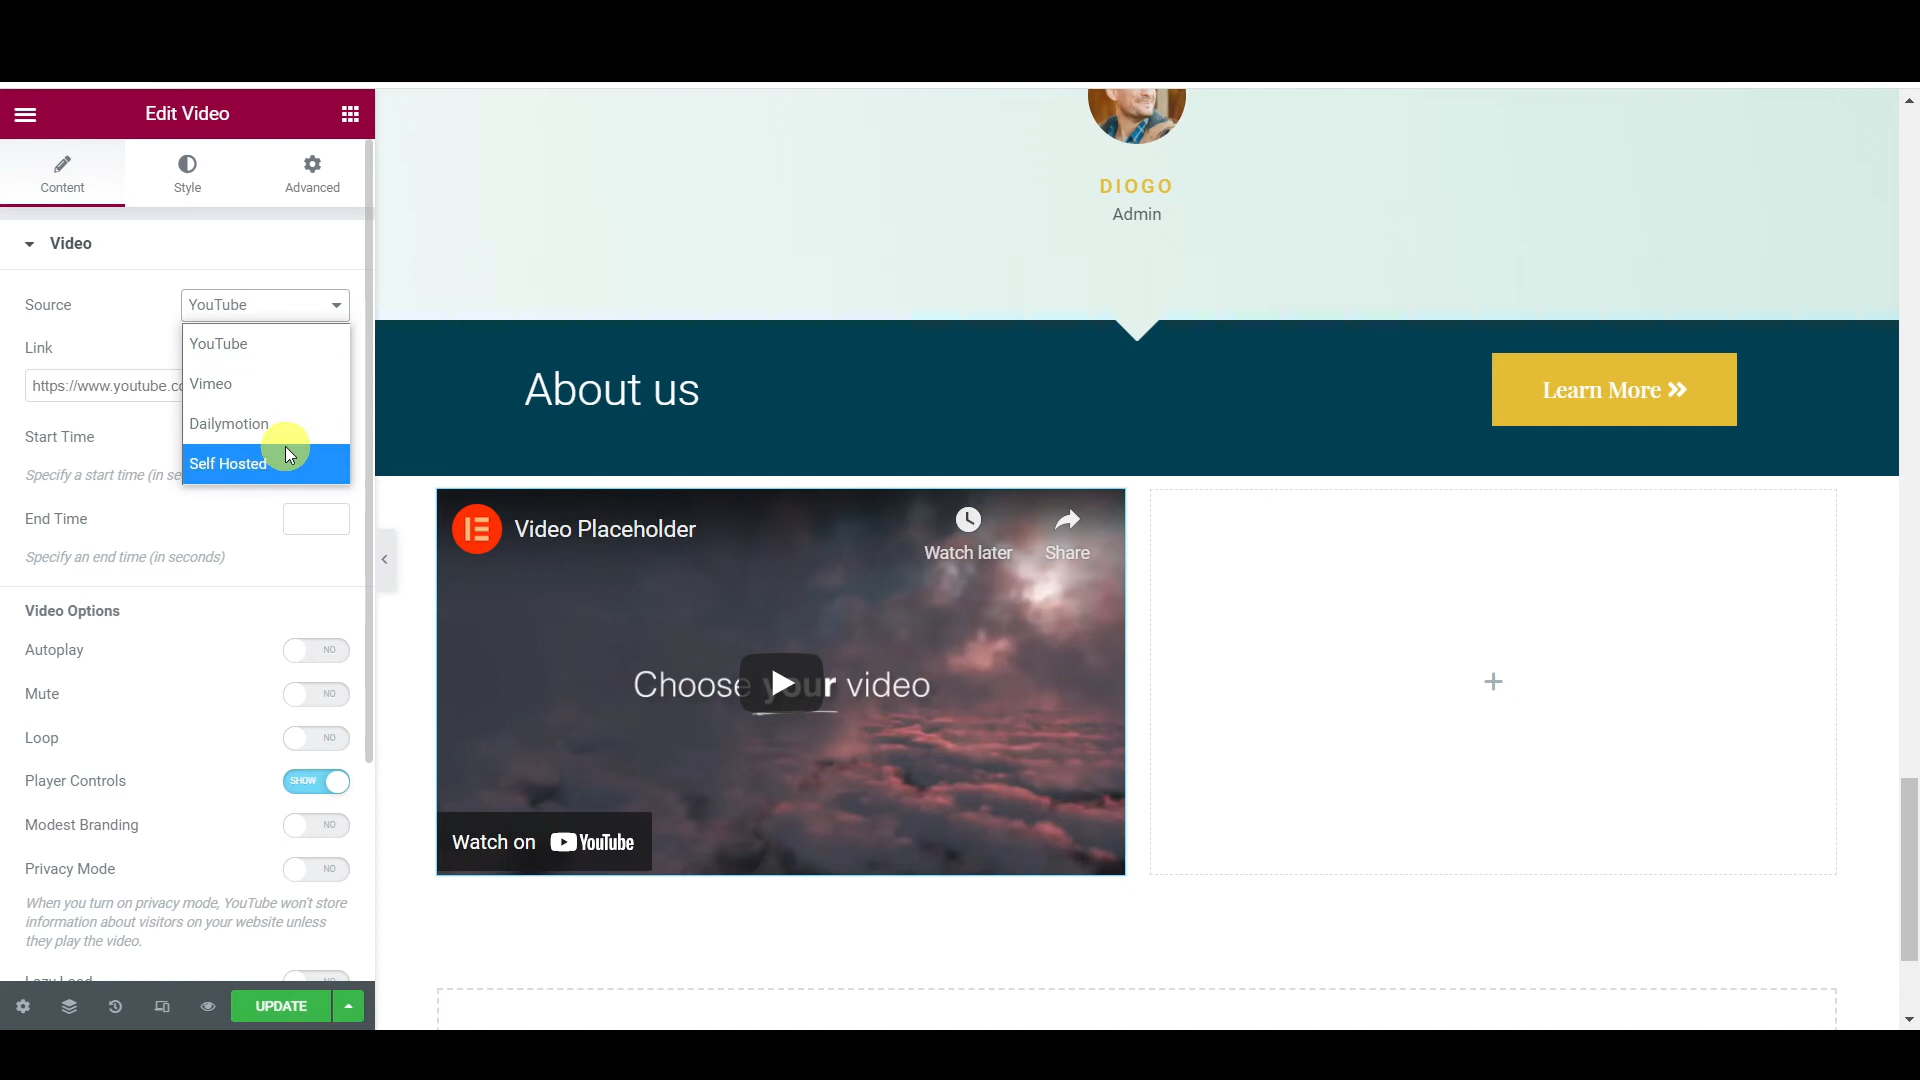 Edit Video
Content
Style
Advanced
Video
Source
YouTube
YouTube
Vimeo
Dailymotion
Self Hosted
Link
https://www.youtube.co
Start Time
Specify a start time (in se
End Time
Specify an end time (in seconds)
Video Options
Autoplay
NO
Mute
NO
Loop
NO
Player Controls
SHOW
Modest Branding
NO
Privacy Mode
NO
When you turn on privacy mode, YouTube won't store
information about visitors on your website unless
they play the video.
Lazy Load
NO
UPDATE
DIOGO
Admin
About us
Learn More
Video Placeholder
Watch later
Share
Choose your video
Watch on YouTube